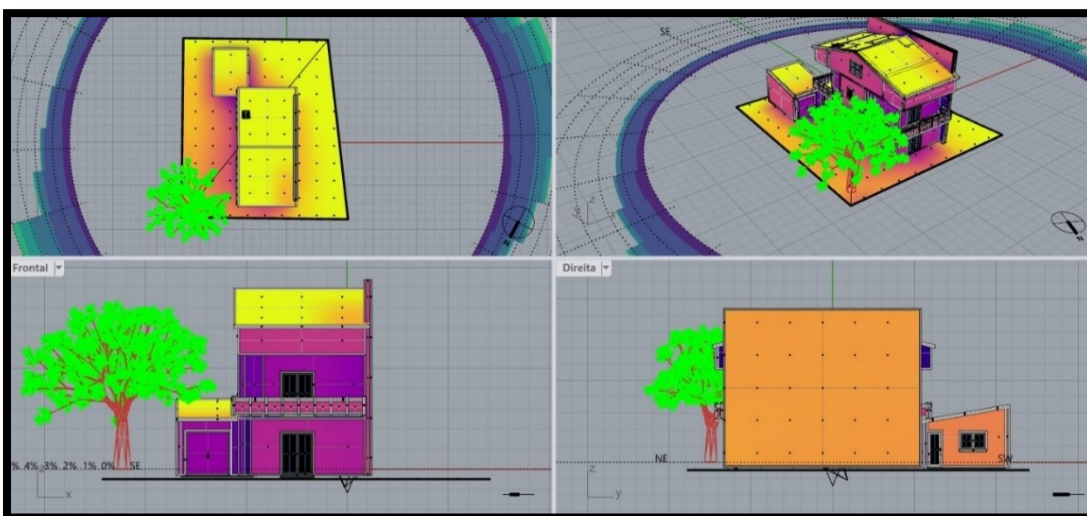 SE
N
z
x
N
Frontal
%. 4%. 3%. 2%. 1%. 0%
SE
z
x
Direita
NE
SW
z
y